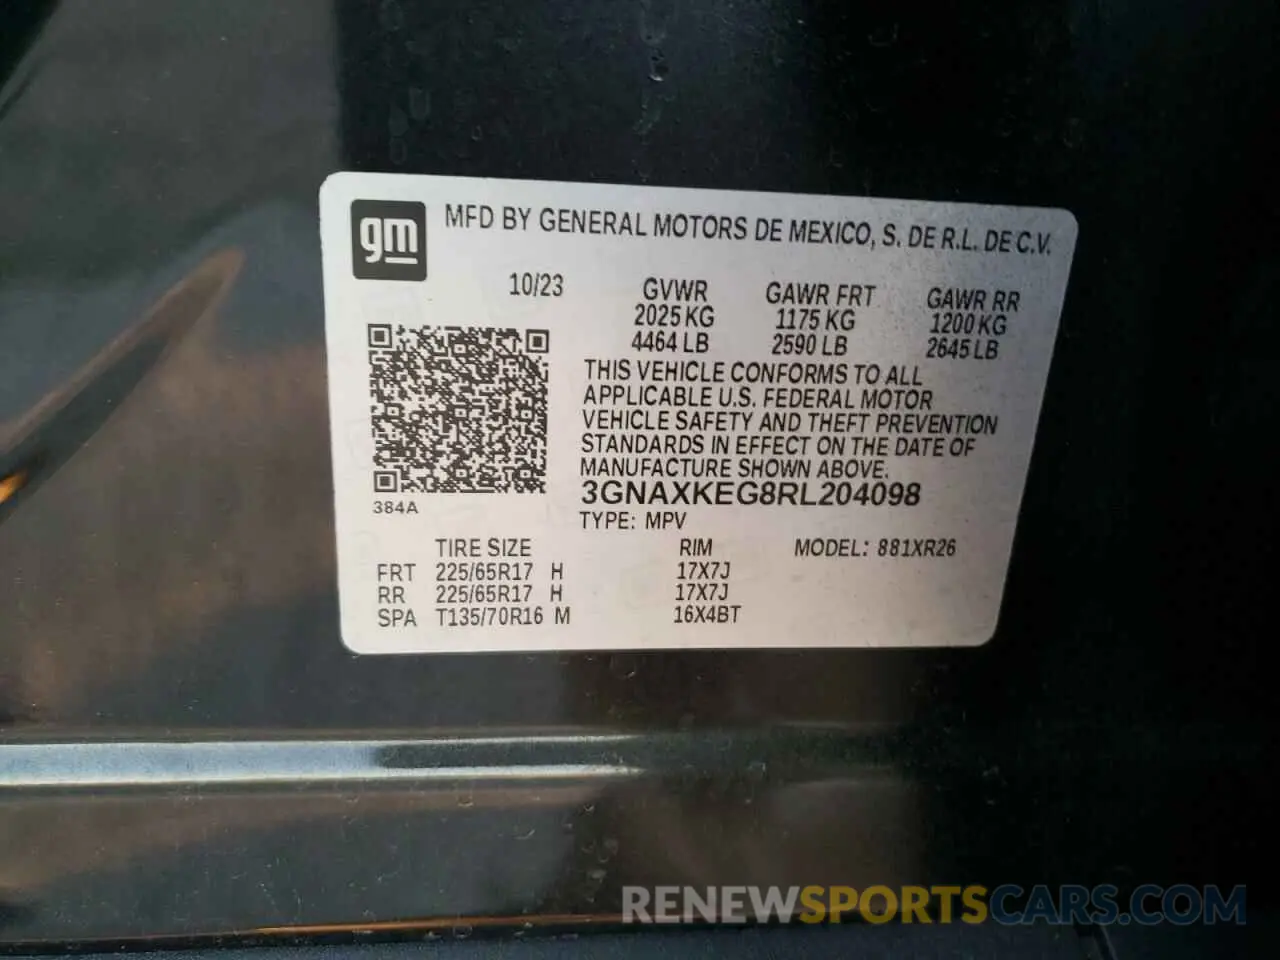 gm
MFD BY GENERAL MOTORS DE MEXICO, S. DE R.L. DE C.V.
10/23 GVWR GAWR FRT GAWR RR
2025 KG 1175 KG 1200 KG
4464 LB 2590 LB 2645 LB
THIS VEHICLE CONFORMS TO ALL
APPLICABLE U.S. FEDERAL MOTOR
VEHICLE SAFETY AND THEFT PREVENTION
STANDARDS IN EFFECT ON THE DATE OF
MANUFACTURE SHOWN ABOVE.
3GNAXKEG8RL204098
384A
TYPE: MPV
TIRE SIZE RIM MODEL: 881XR26
FRT 225/65R17 H 17X7J
RR 225/65R17 H 17X7J
SPA T135/70R16 M 16X4BT
RENEWSPORTSCARS.COM